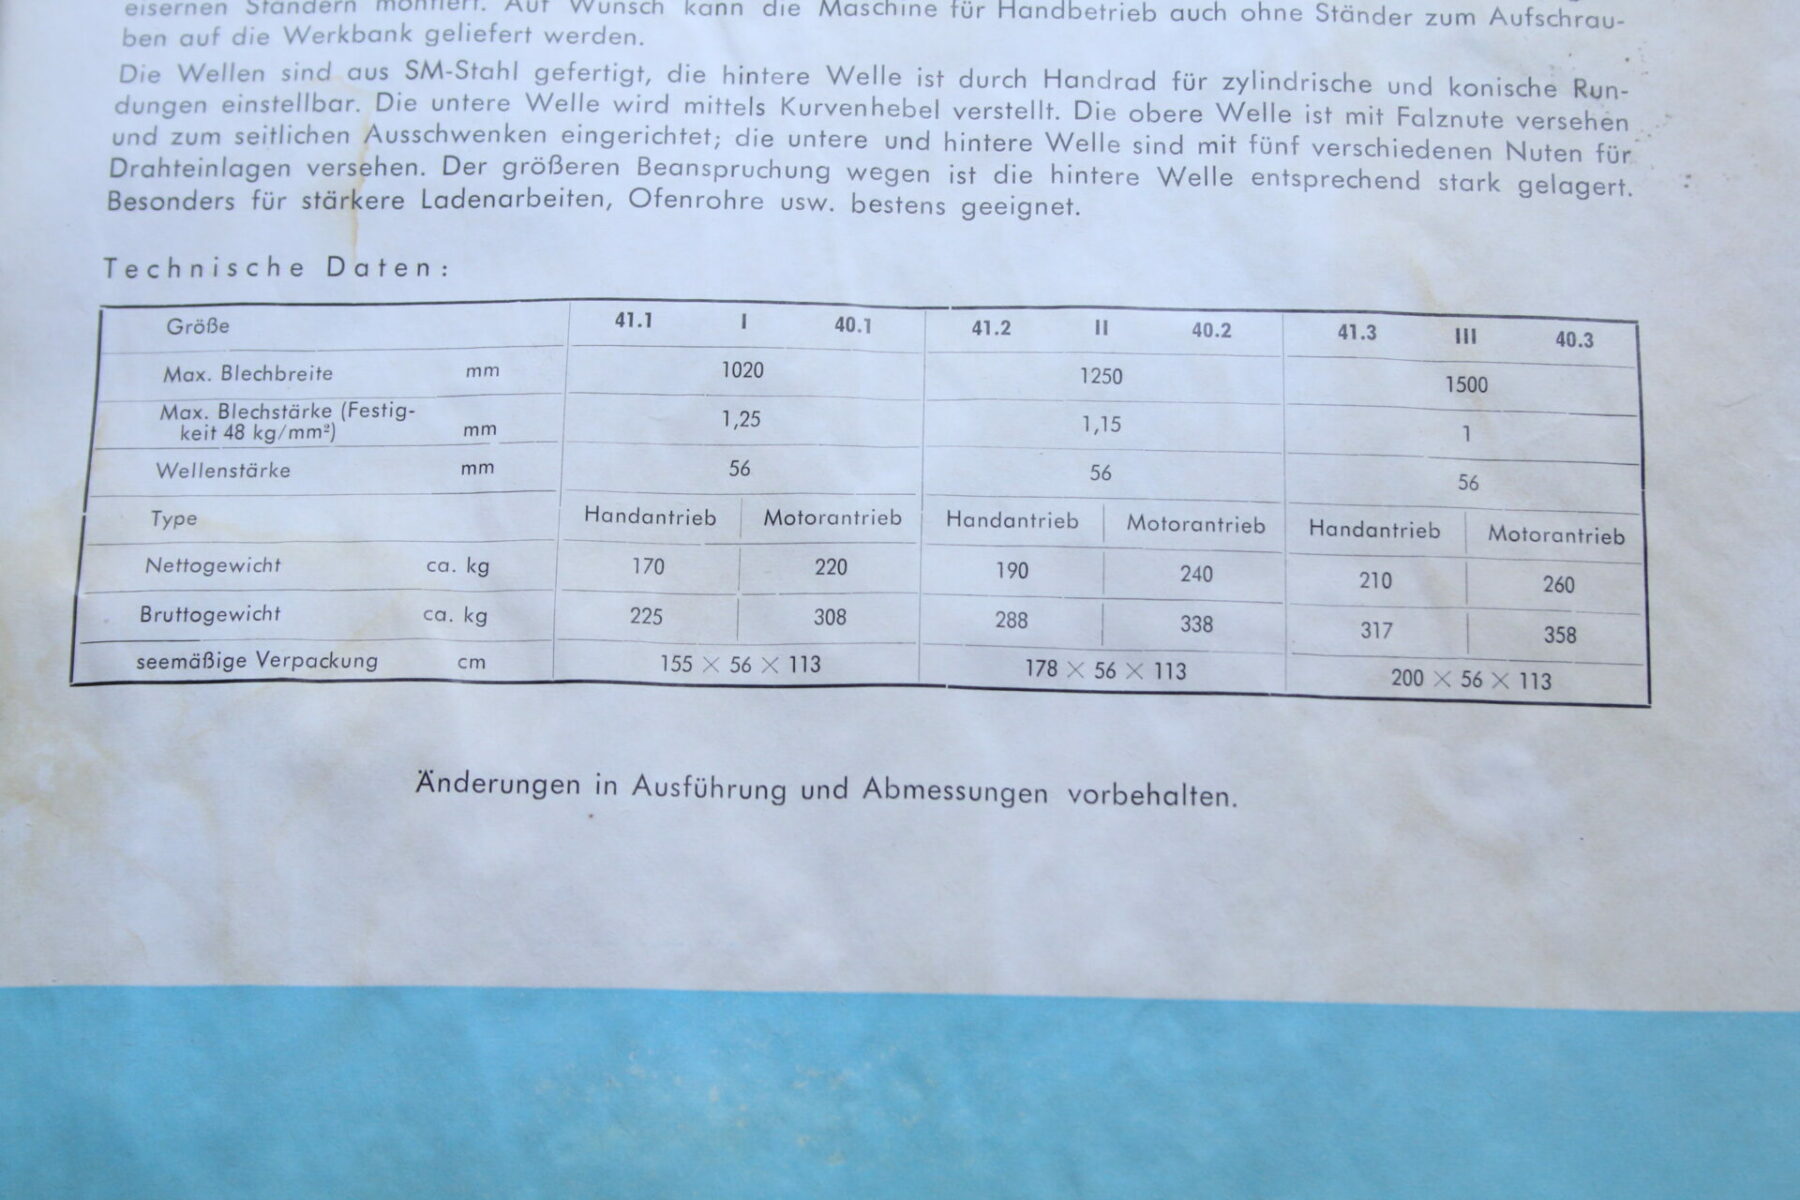 eisernen Ständern montiert. Auf Wunsch kann die Maschine für Handbetrieb auch ohne Ständer zum Aufschrau-
ben auf die Werkbank geliefert werden.
Die Wellen sind aus SM-Stahl gefertigt, die hintere Welle ist durch Handrad für zylindrische und konische Run-
dungen einstellbar. Die untere Welle wird mittels Kurvenhebel verstellt. Die obere Welle ist mit Falznute versehen
und zum seitlichen Ausschwenken eingerichtet; die untere und hintere Welle sind mit fünf verschiedenen Nuten für
Drahteinlagen versehen. Der größeren Beanspruchung wegen ist die hintere Welle entsprechend stark gelagert.
Besonders für stärkere Ladenarbeiten, Ofenrohre usw. bestens geeignet.
Technische Daten:
Größe 41.1 I 40.1 41.2 II 40.2 41.3 III 40.3
Max. Blechbreite mm 1020 1250 1500
Max. Blechstärke (Festig-
keit 48 kg/mm²) mm 1,25 1,15 1
Wellenstärke mm 56 56 56
Type Handantrieb Motorantrieb Handantrieb Motorantrieb Handantrieb Motorantrieb
Nettogewicht ca. kg 170 220 190 240 210 260
Bruttogewicht ca. kg 225 308 288 338 317 358
seemäßige Verpackung cm 155 × 56 × 113 178 × 56 × 113 200 × 56 × 113
Änderungen in Ausführung und Abmessungen vorbehalten.